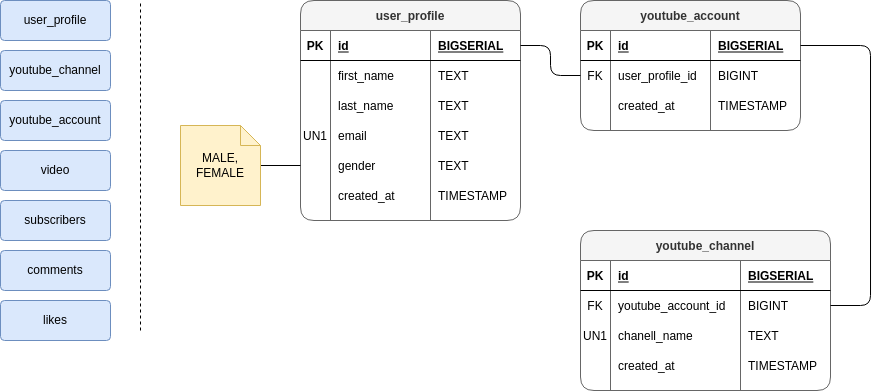 user_profile
youtube_channel
youtube_account
video
subscribers
comments
likes
MALE,
FEMALE
user_profile
PK id BIGSERIAL
first_name TEXT
last_name TEXT
UN1 email TEXT
gender TEXT
created_at TIMESTAMP
youtube_account
PK id BIGSERIAL
FK user_profile_id BIGINT
created_at TIMESTAMP
youtube_channel
PK id BIGSERIAL
FK youtube_account_id BIGINT
UN1 chanell_name TEXT
created_at TIMESTAMP